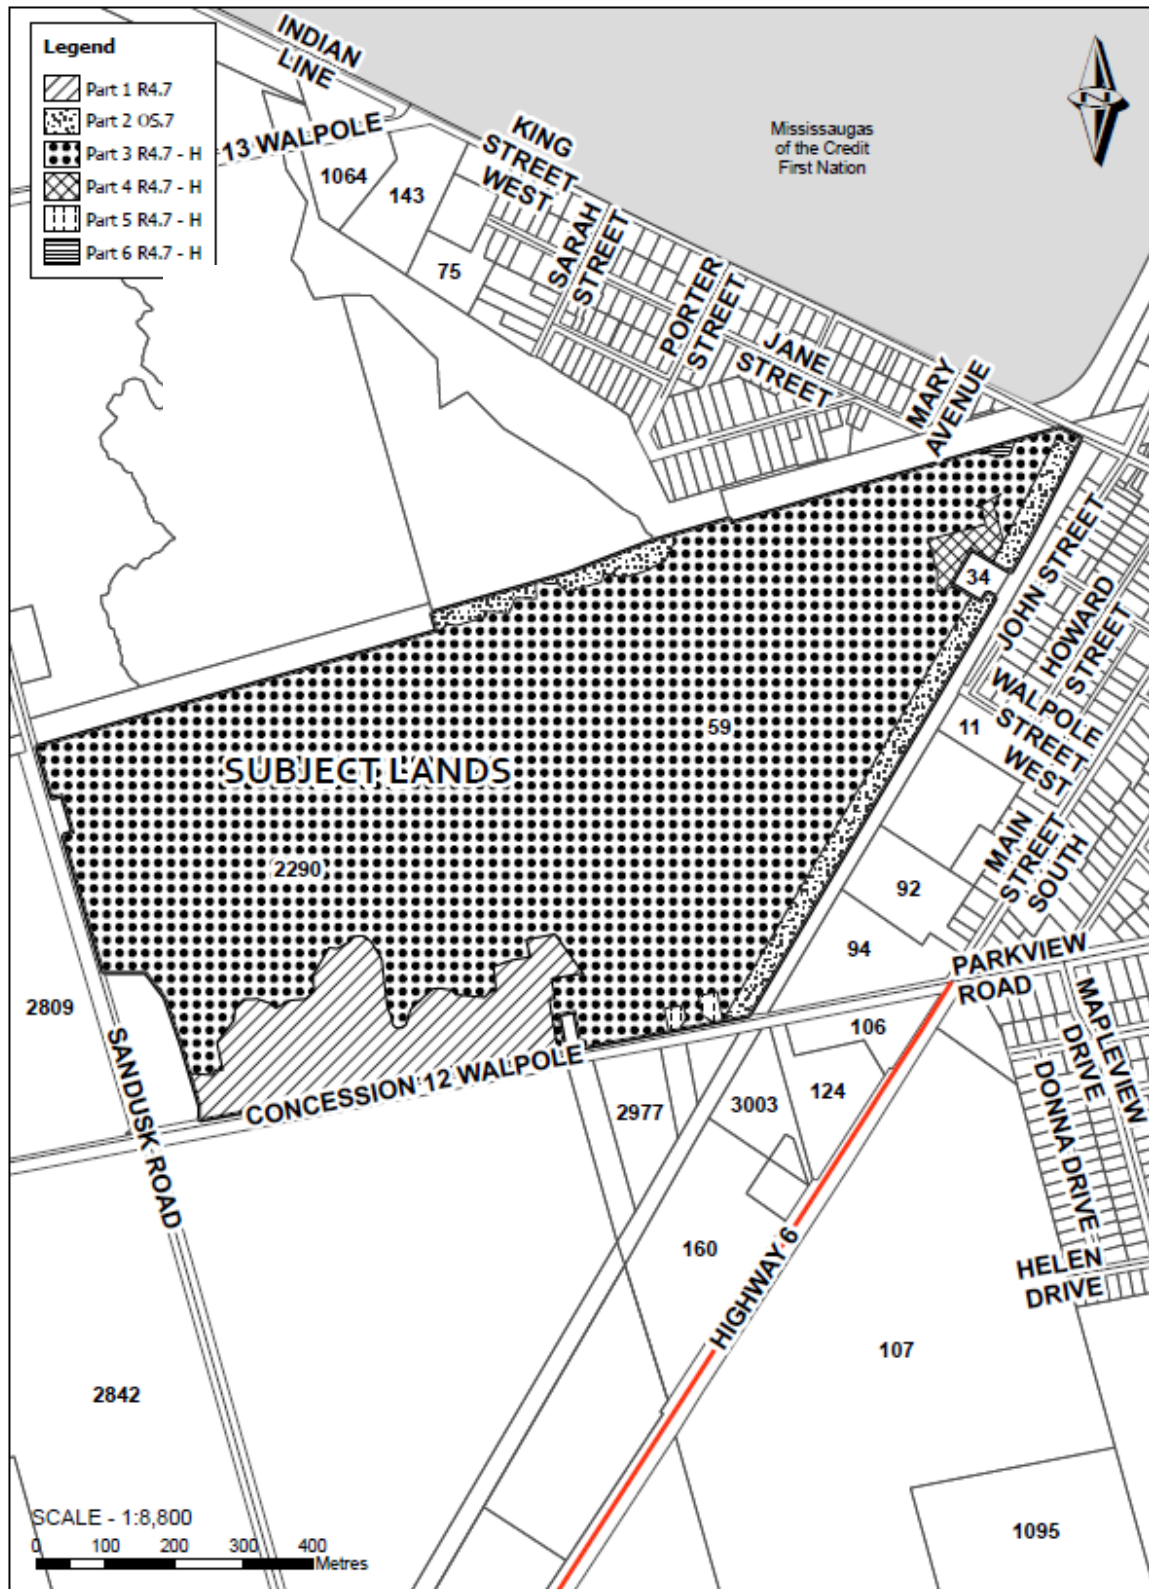 Legend
Part 1 R4.7
Part 2 OS.7
Part 3 R4.7 - H
Part 4 R4.7 - H
Part 5 R4.7 - H
Part 6 R4.7 - H
INDIAN
LINE
N
13 WALPOLE
KING
STREET
WEST
Mississaugas
of the Credit
First Nation
1064
143
75
SARAH
STREET
PORTER
STREET
JANE
STREET
MARY
AVENUE
34
JOHN STREET
HOWARD
STREET
WALPOLE
STREET
WEST
11
59
SUBJECT LANDS
2290
MAIN
STREET
SOUTH
92
94
PARKVIEW
ROAD
2809
SANDUSK ROAD
CONCESSION 12 WALPOLE
106
124
3003
2977
MAPLEVIEW
DRIVE
DONNA DRIVE
HELEN
DRIVE
160
HIGHWAY 6
107
2842
1095
SCALE - 1:8,800
0 100 200 300 400
Metres